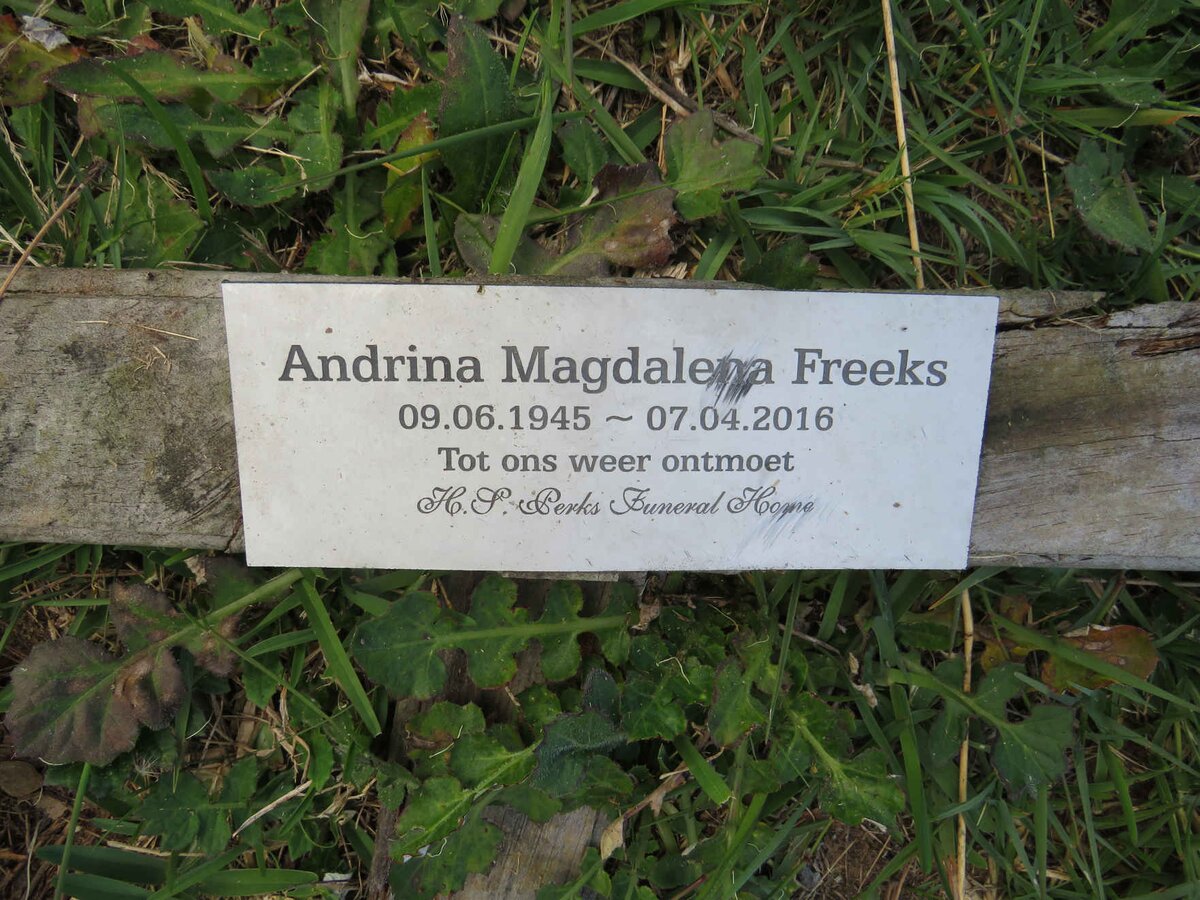 Andrina Magdalena Freeks
09.06.1945 ~ 07.04.2016
Tot ons weer ontmoet
H.S. Perks Funeral Home